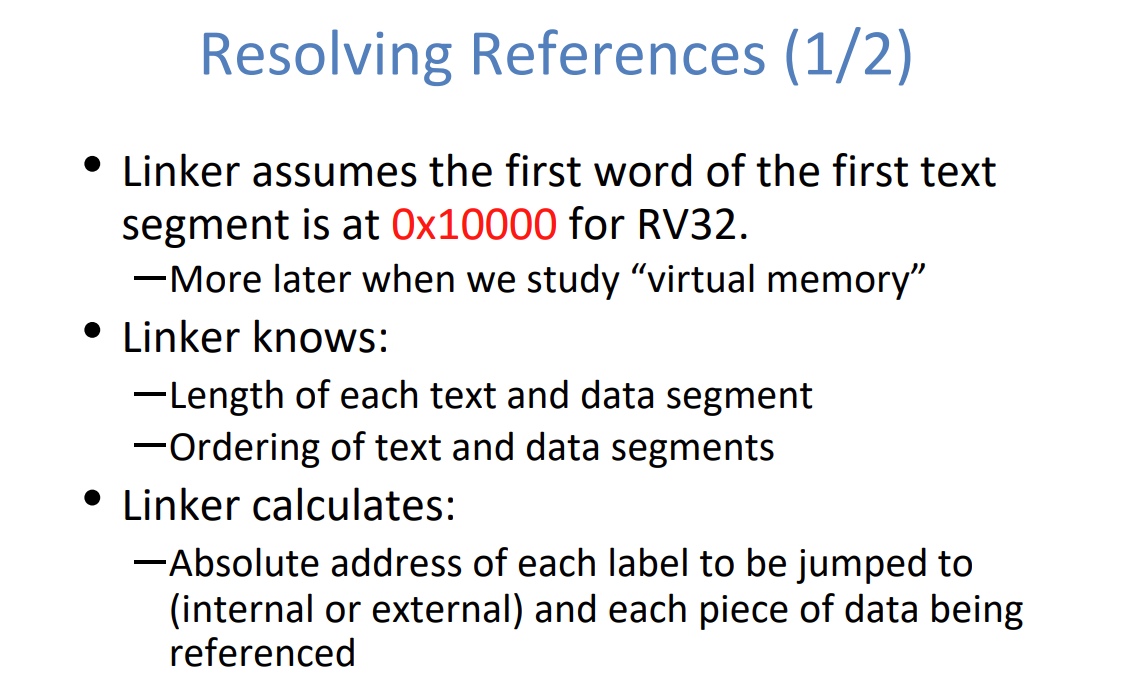 Resolving References (1/2)
• Linker assumes the first word of the first text
segment is at 0x10000 for RV32.
—More later when we study “virtual memory”
• Linker knows:
—Length of each text and data segment
—Ordering of text and data segments
• Linker calculates:
—Absolute address of each label to be jumped to
(internal or external) and each piece of data being
referenced